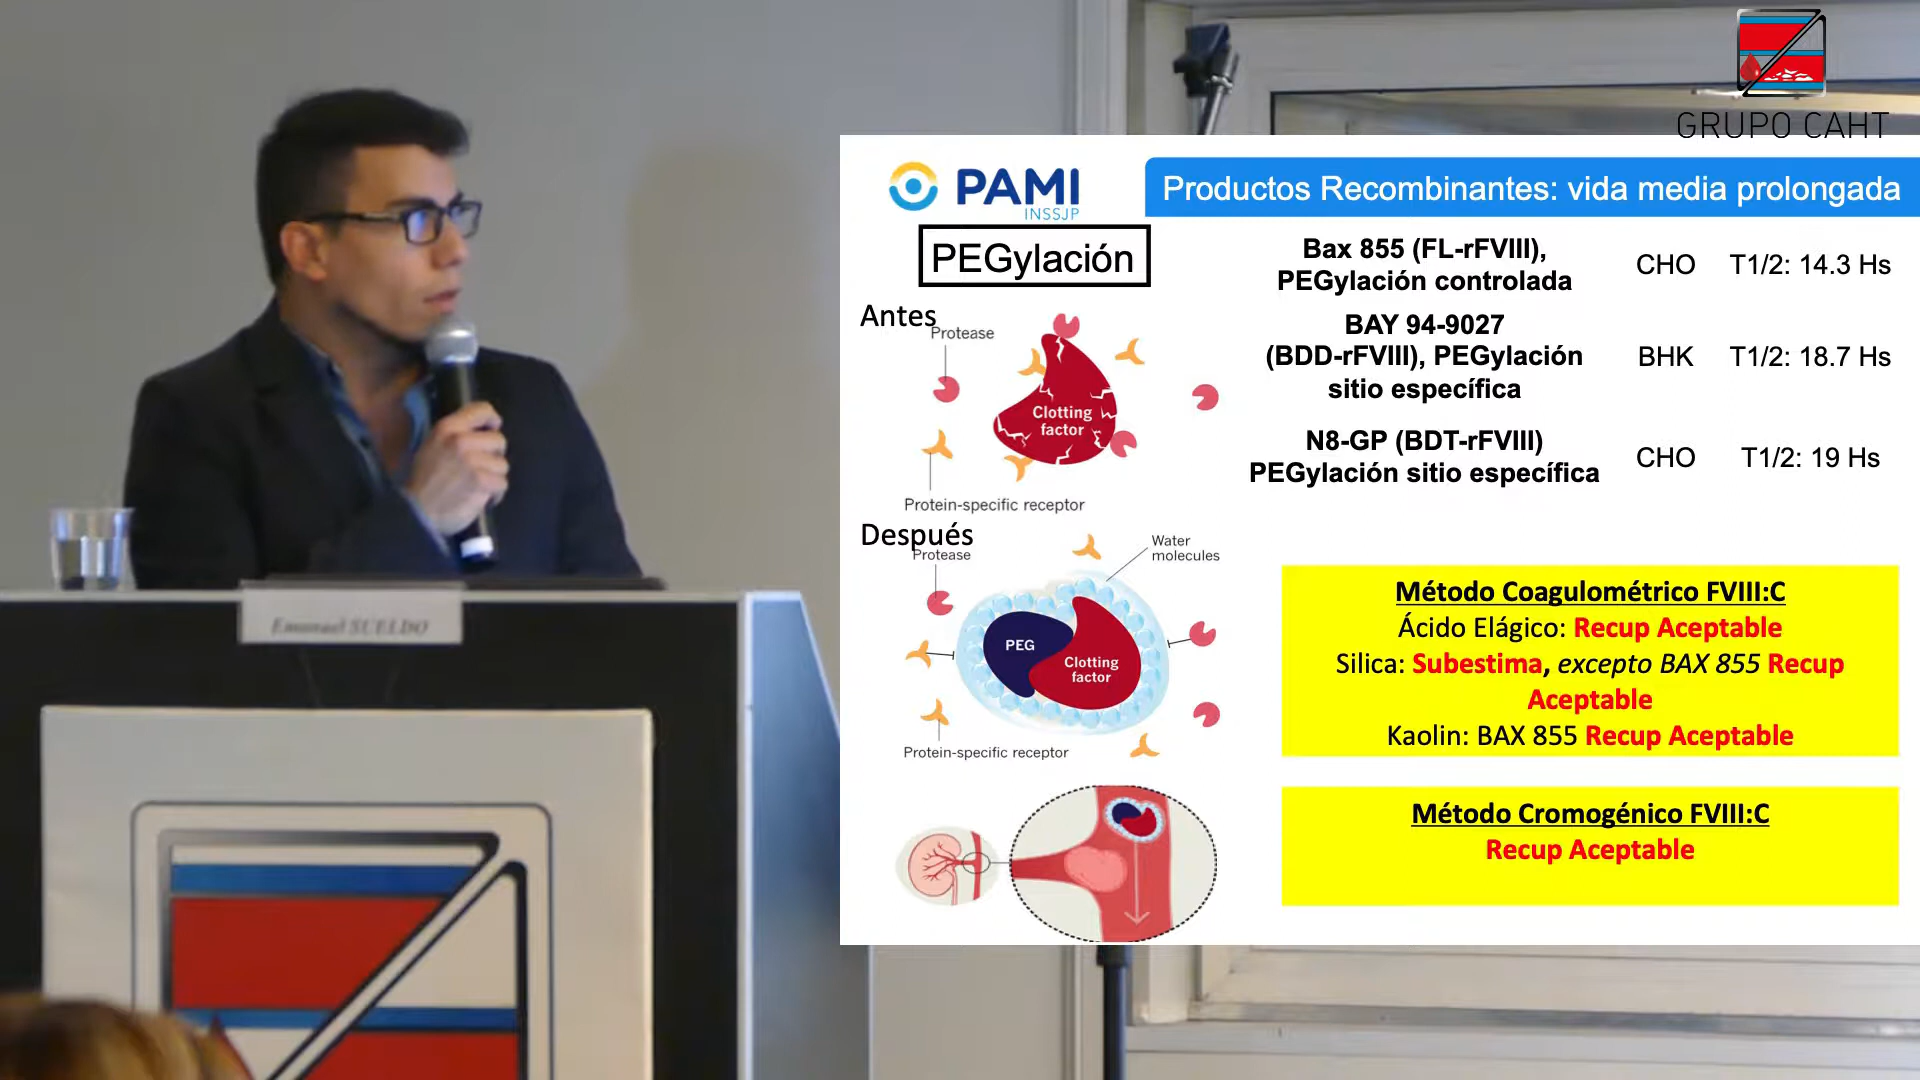 GRUPO CAHT
PAMI
INSSJP
Productos Recombinantes: vida media prolongada
PEGylación
Antes
Protease
Clotting
factor
Protein-specific receptor
Después
Protease
Water
molecules
PEG
Clotting
factor
Protein-specific receptor
Bax 855 (FL-rFVIII),
PEGylación controlada
CHO
T1/2: 14.3 Hs
BAY 94-9027
(BDD-rFVIII), PEGylación
sitio específica
BHK
T1/2: 18.7 Hs
N8-GP (BDT-rFVIII)
PEGylación sitio específica
CHO
T1/2: 19 Hs
Método Coagulométrico FVIII:C
Ácido Elágico: Recup Aceptable
Silica: Subestima, excepto BAX 855 Recup
Aceptable
Kaolin: BAX 855 Recup Aceptable
Método Cromogénico FVIII:C
Recup Aceptable
Emanuel SUELDO